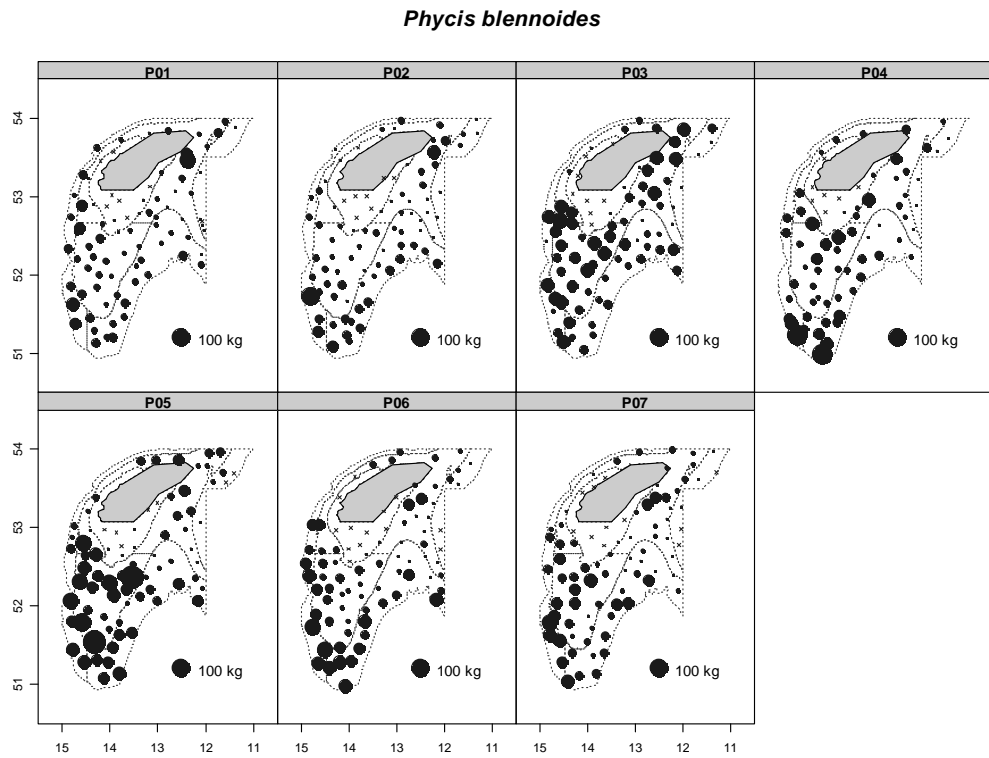 Phycis blennoides
P01 P02 P03 P04
54
53
52
51
100 kg 100 kg 100 kg 100 kg
P05 P06 P07
54
53
52
51
100 kg 100 kg 100 kg
15 14 13 12 11 15 14 13 12 11 15 14 13 12 11